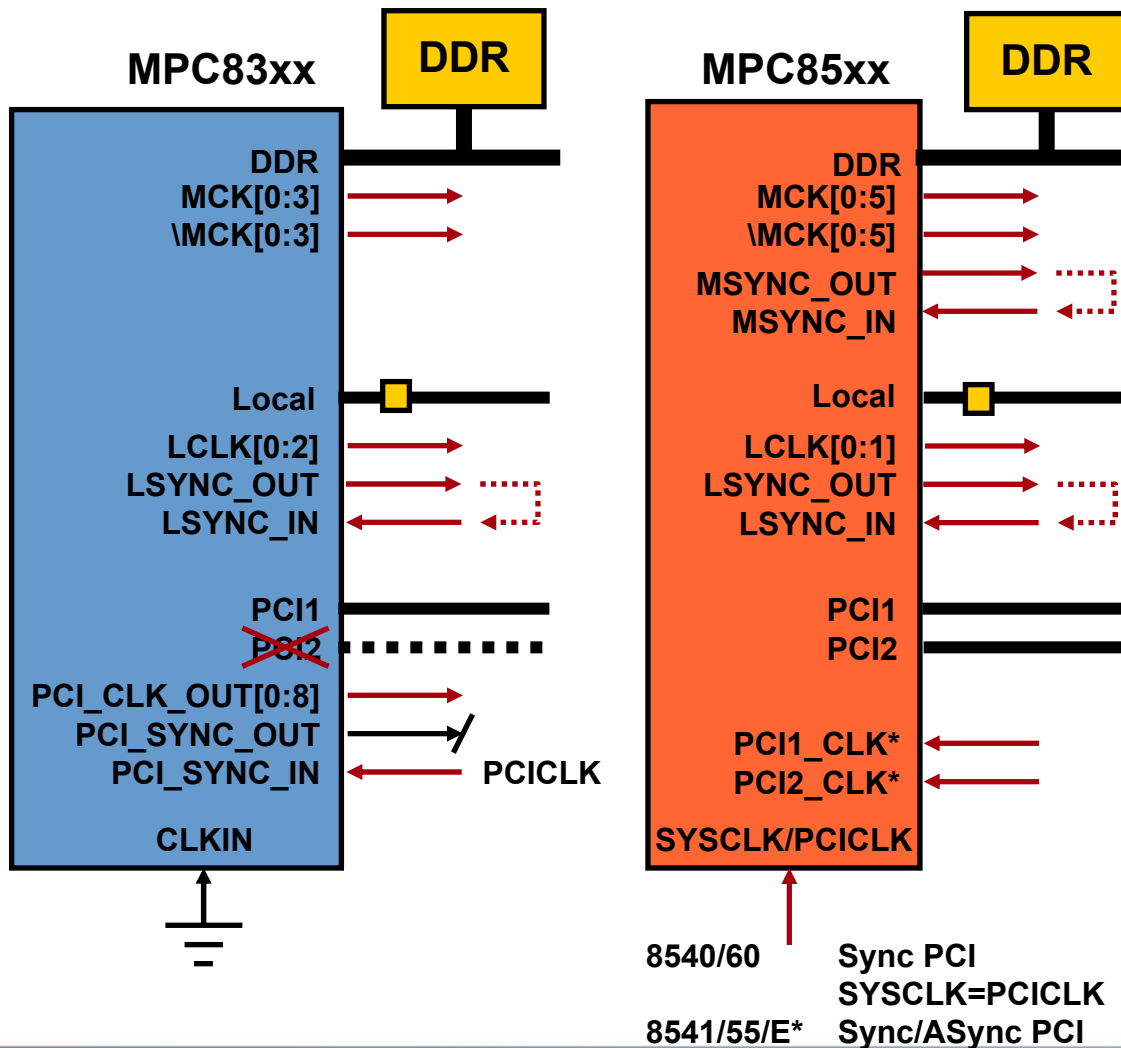 MPC83xx
DDR
DDR
MCK[0:3]
\MCK[0:3]
Local
LCLK[0:2]
LSYNC_OUT
LSYNC_IN
PCI1
PCI2
PCI_CLK_OUT[0:8]
PCI_SYNC_OUT
PCI_SYNC_IN
PCICLK
CLKIN
MPC85xx
DDR
DDR
MCK[0:5]
\MCK[0:5]
MSYNC_OUT
MSYNC_IN
Local
LCLK[0:1]
LSYNC_OUT
LSYNC_IN
PCI1
PCI2
PCI1_CLK*
PCI2_CLK*
SYSCLK/PCICLK
8540/60 Sync PCI
SYSCLK=PCICLK
8541/55/E* Sync/ASync PCI